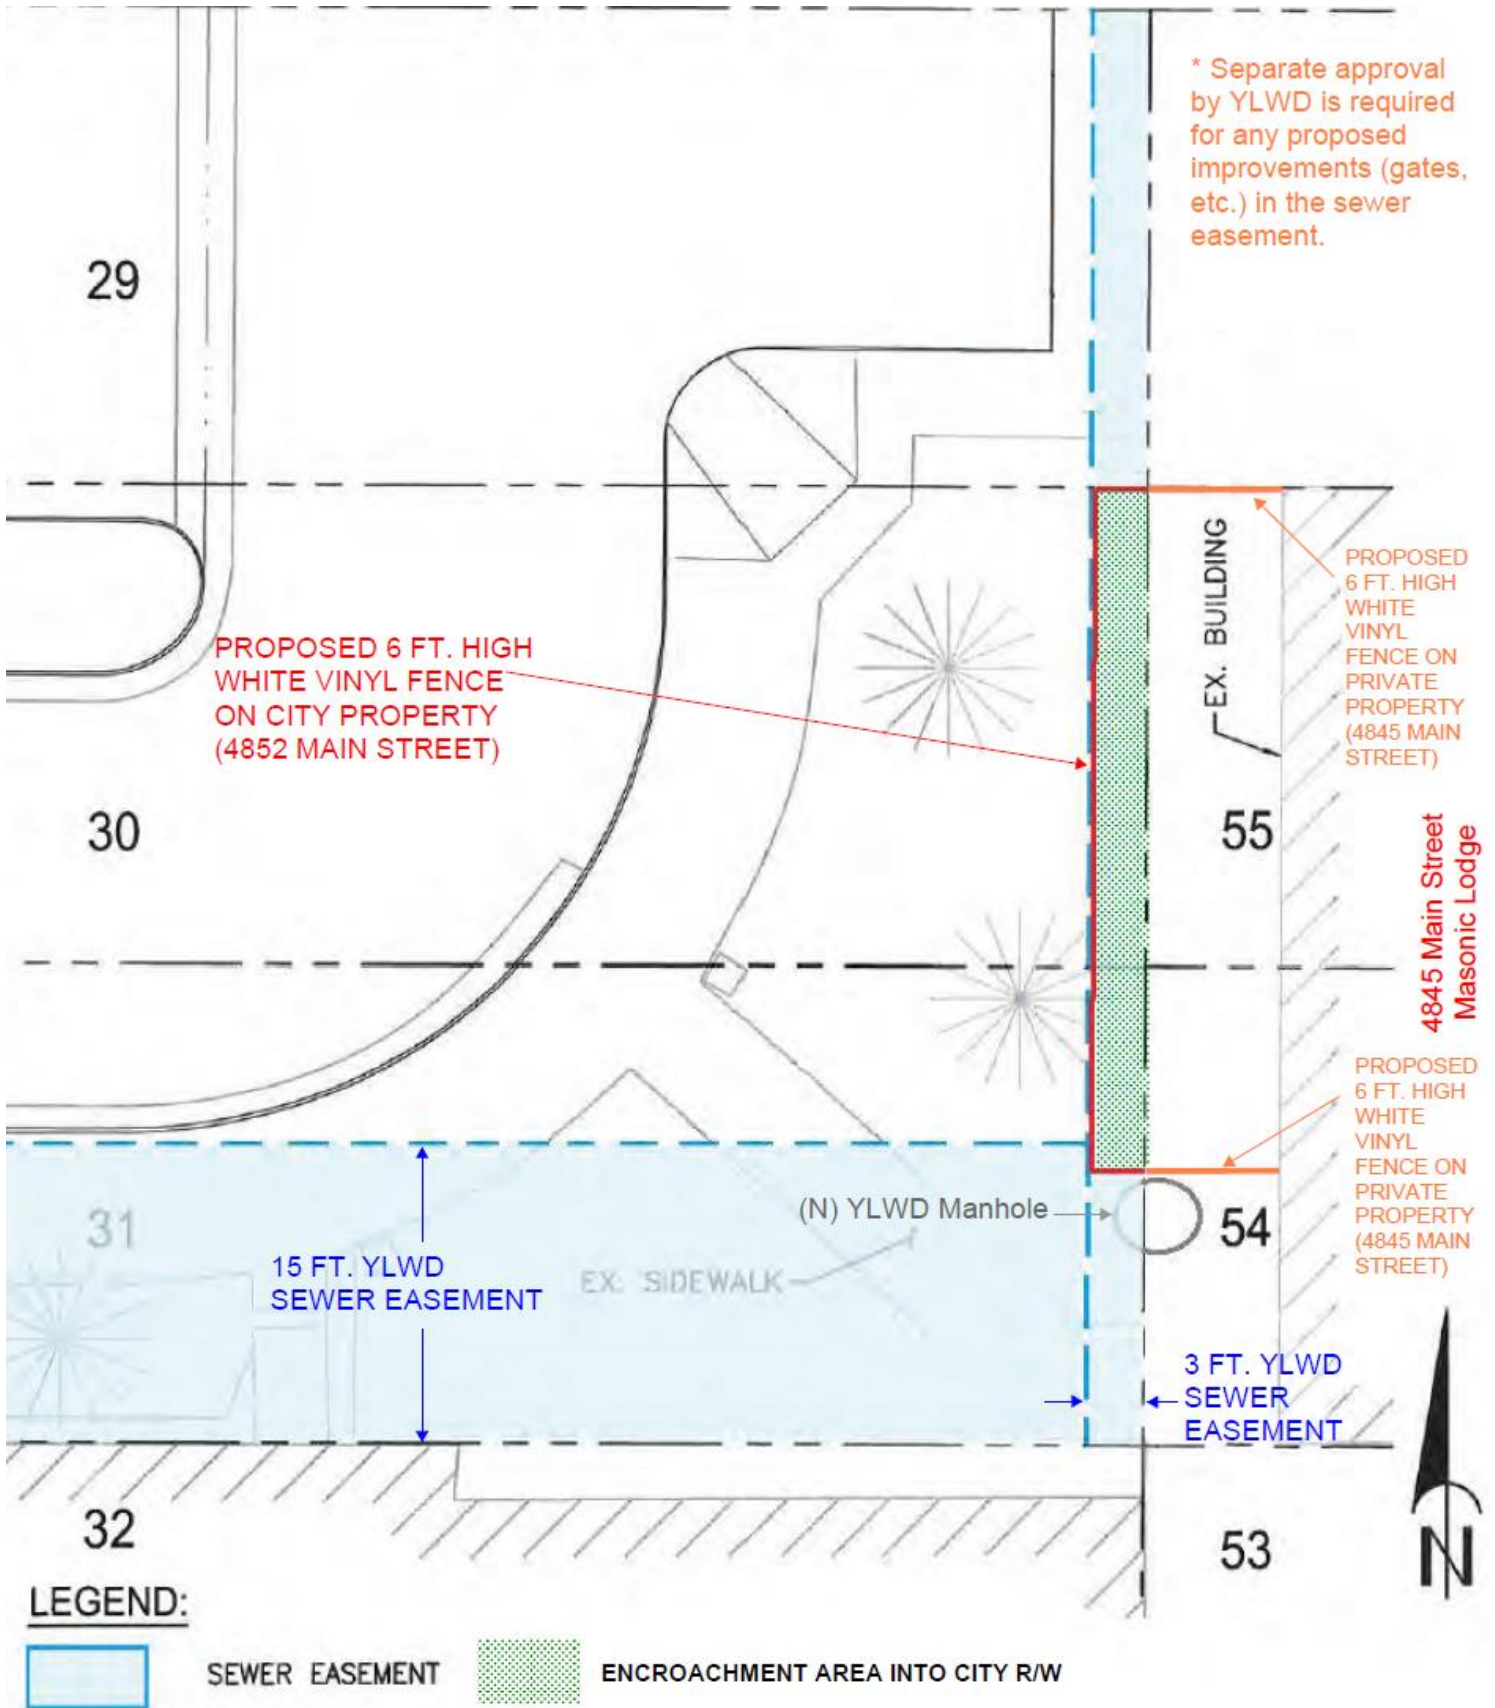 * Separate approval
by YLWD is required
for any proposed
improvements (gates,
etc.) in the sewer
easement.
29
EX. BUILDING
PROPOSED
6 FT. HIGH
WHITE
VINYL
FENCE ON
PRIVATE
PROPERTY
(4845 MAIN
STREET)
PROPOSED 6 FT. HIGH
WHITE VINYL FENCE
ON CITY PROPERTY
(4852 MAIN STREET)
30
55
4845 Main Street
Masonic Lodge
PROPOSED
6 FT. HIGH
WHITE
VINYL
FENCE ON
PRIVATE
PROPERTY
(4845 MAIN
STREET)
(N) YLWD Manhole
54
31
15 FT. YLWD
SEWER EASEMENT
EX. SIDEWALK
3 FT. YLWD
SEWER
EASEMENT
32
53
N
LEGEND:
SEWER EASEMENT
ENCROACHMENT AREA INTO CITY R/W